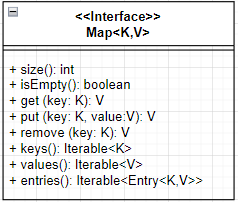 <<Interface>>
Map<K,V>
+ size(): int
+ isEmpty(): boolean
+ get (key: K): V
+ put (key: K, value:V): V
+ remove (key: K): V
+ keys(): Iterable<K>
+ values(): Iterable<V>
+ entries(): Iterable<Entry<K,V>>